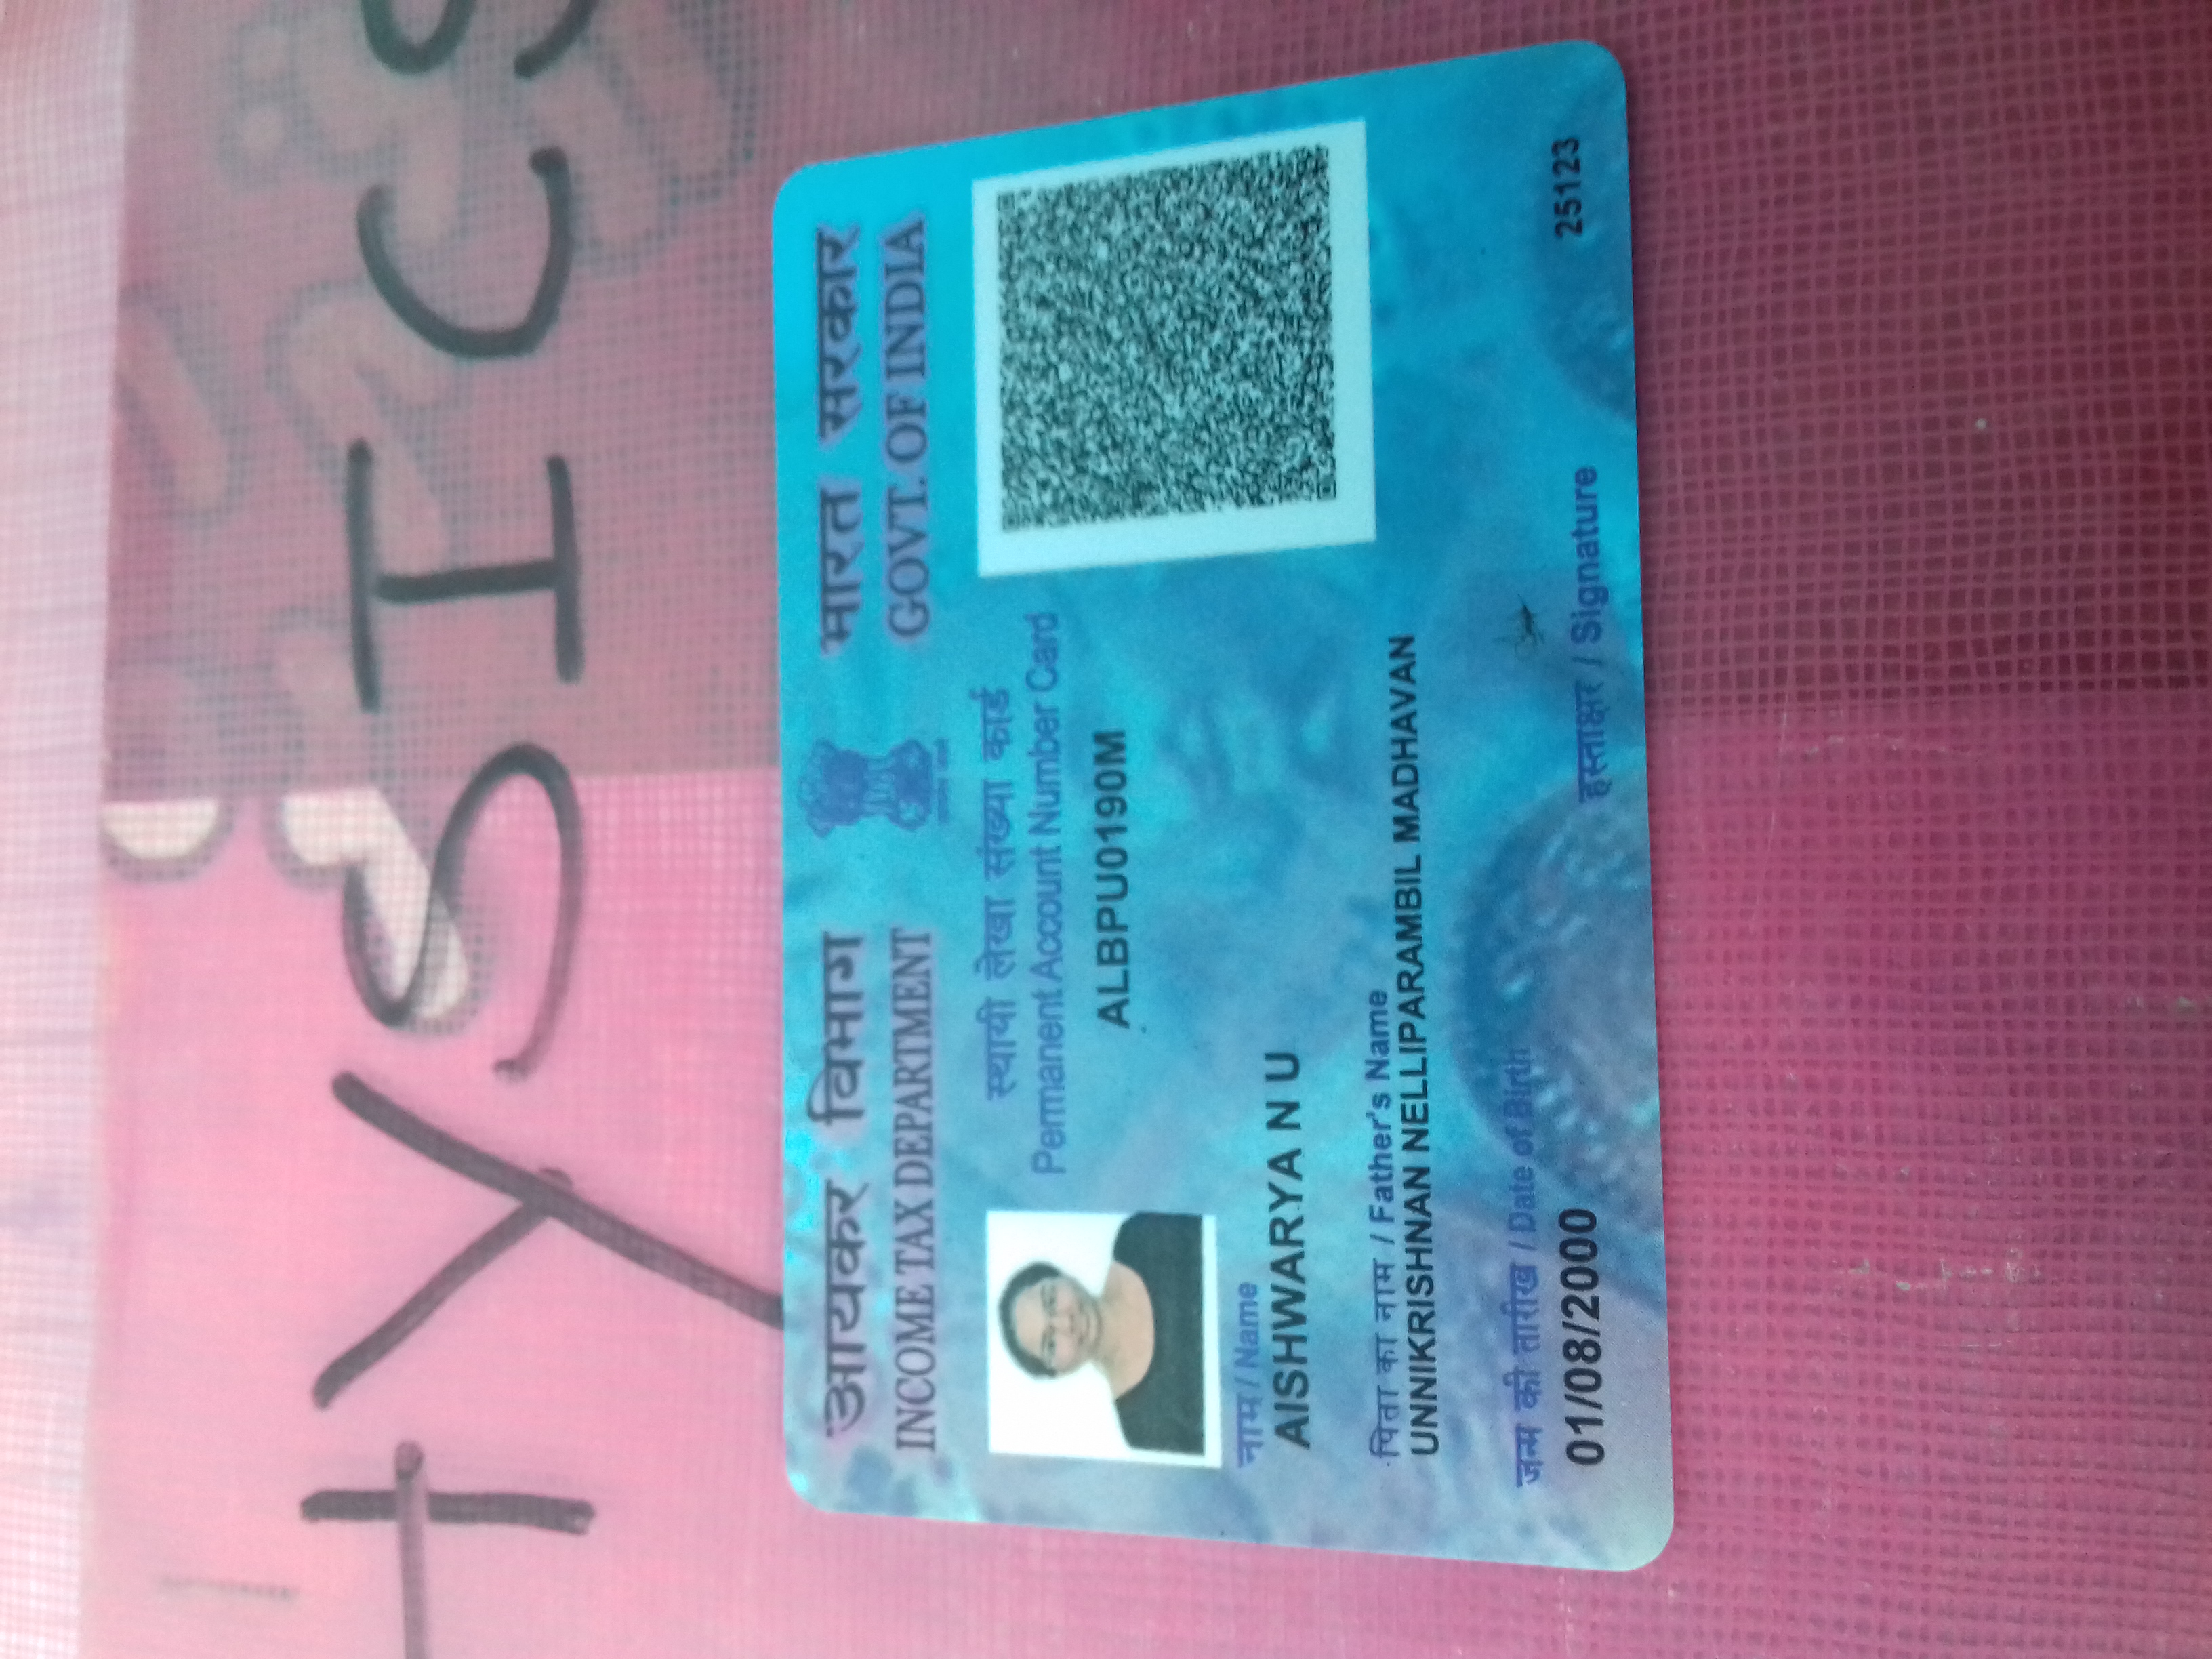 HYSICS
आयकर विभाग
INCOME TAX DEPARTMENT
भारत सरकार
GOVT. OF INDIA
स्थायी लेखा संख्या कार्ड
Permanent Account Number Card
ALBPU0190M
नाम / Name
AISHWARYA N U
पिता का नाम / Father's Name
UNNIKRISHNAN NELLIPARAMBIL MADHAVAN
जन्म की तारीख / Date of Birth
01/08/2000
हस्ताक्षर / Signature
25123